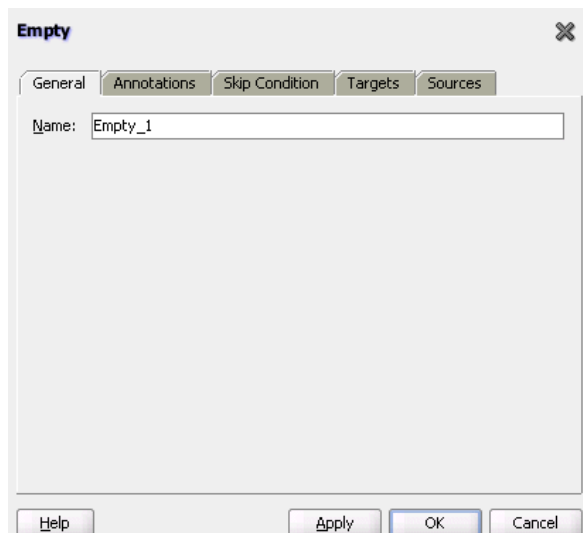 Empty
General Annotations Skip Condition Targets Sources
Name: Empty_1
Help Apply OK Cancel